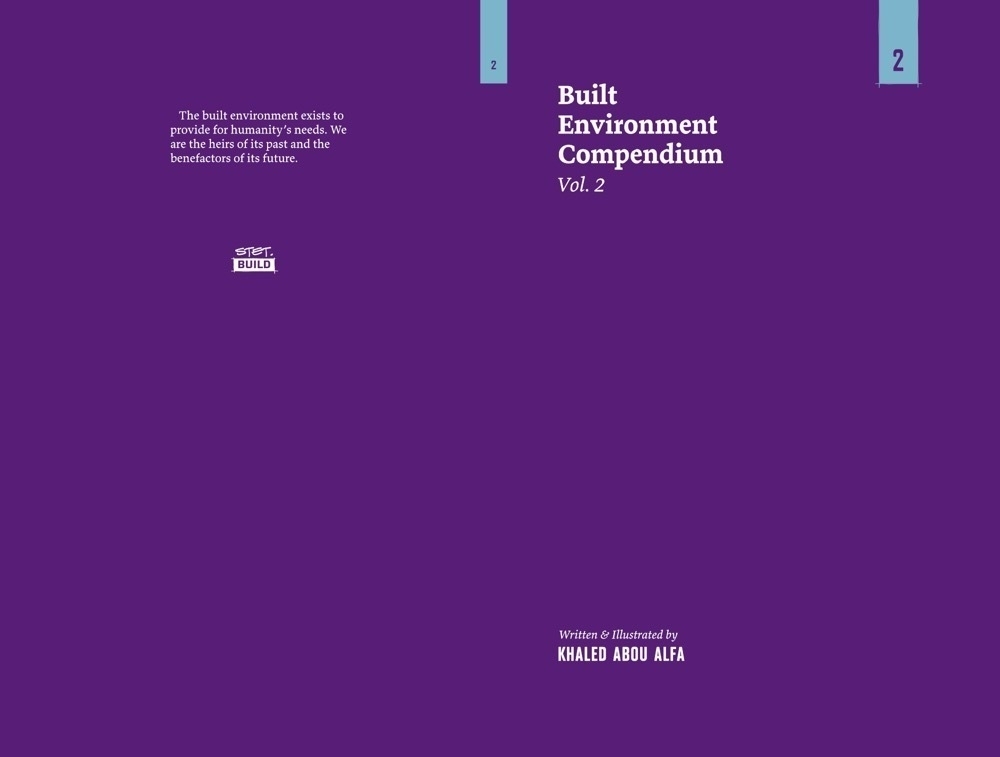 The built environment exists to
provide for humanity's needs. We
are the heirs of its past and the
benefactors of its future.
STET.
BUILD
2
2
Built
Environment
Compendium
Vol. 2
Written & Illustrated by
KHALED ABOU ALFA